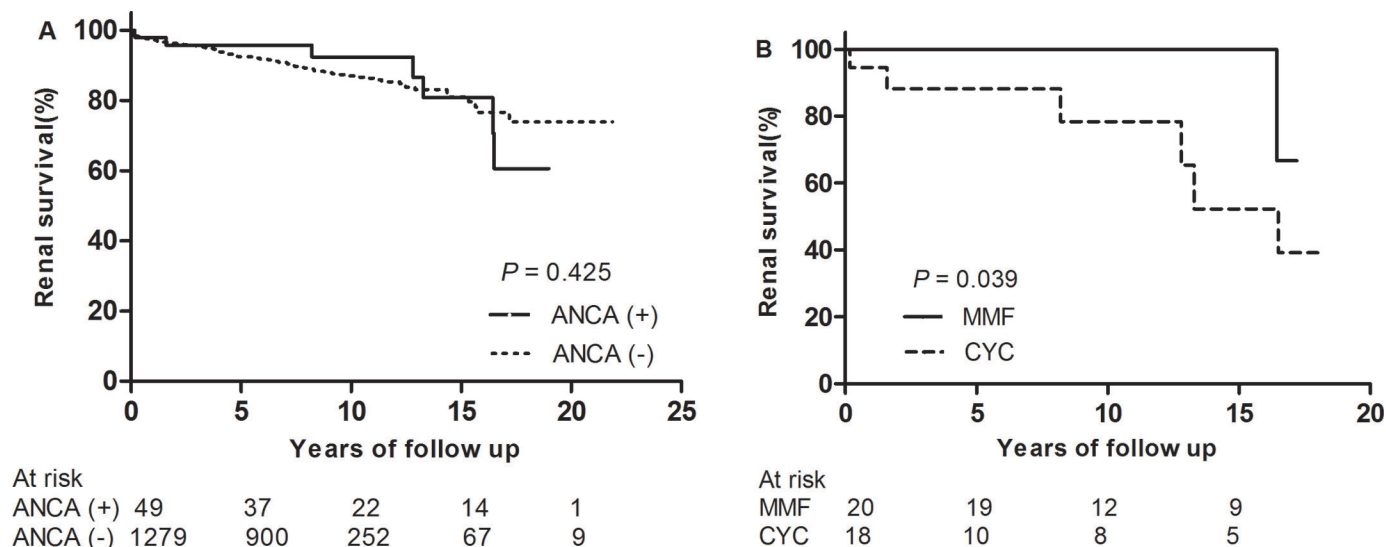 A
Renal survival(%)
100
80
60
40
20
0
P = 0.425
ANCA (+)
ANCA (-)
0 5 10 15 20 25
Years of follow up
At risk
ANCA (+) 49 37 22 14 1
ANCA (-) 1279 900 252 67 9
B
Renal survival(%)
100
80
60
40
20
0
P = 0.039
MMF
CYC
0 5 10 15 20
Years of follow up
At risk
MMF 20 19 12 9
CYC 18 10 8 5